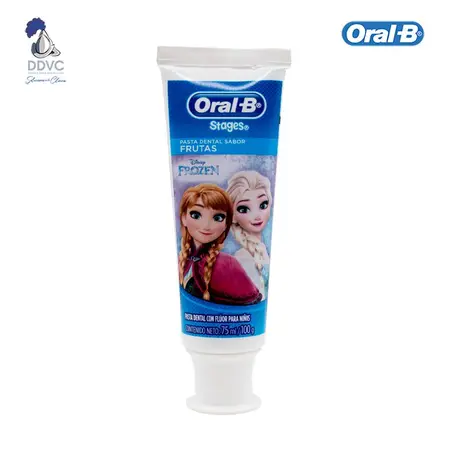 DDVC
Oral-B
Oral-B®
Stages®
PASTA DENTAL SABOR
FRUTAS
Disney
FROZEN
PASTA DENTAL CON FLÚOR PARA NIÑOS
CONTENIDO NETO: 75 ml / 100 g